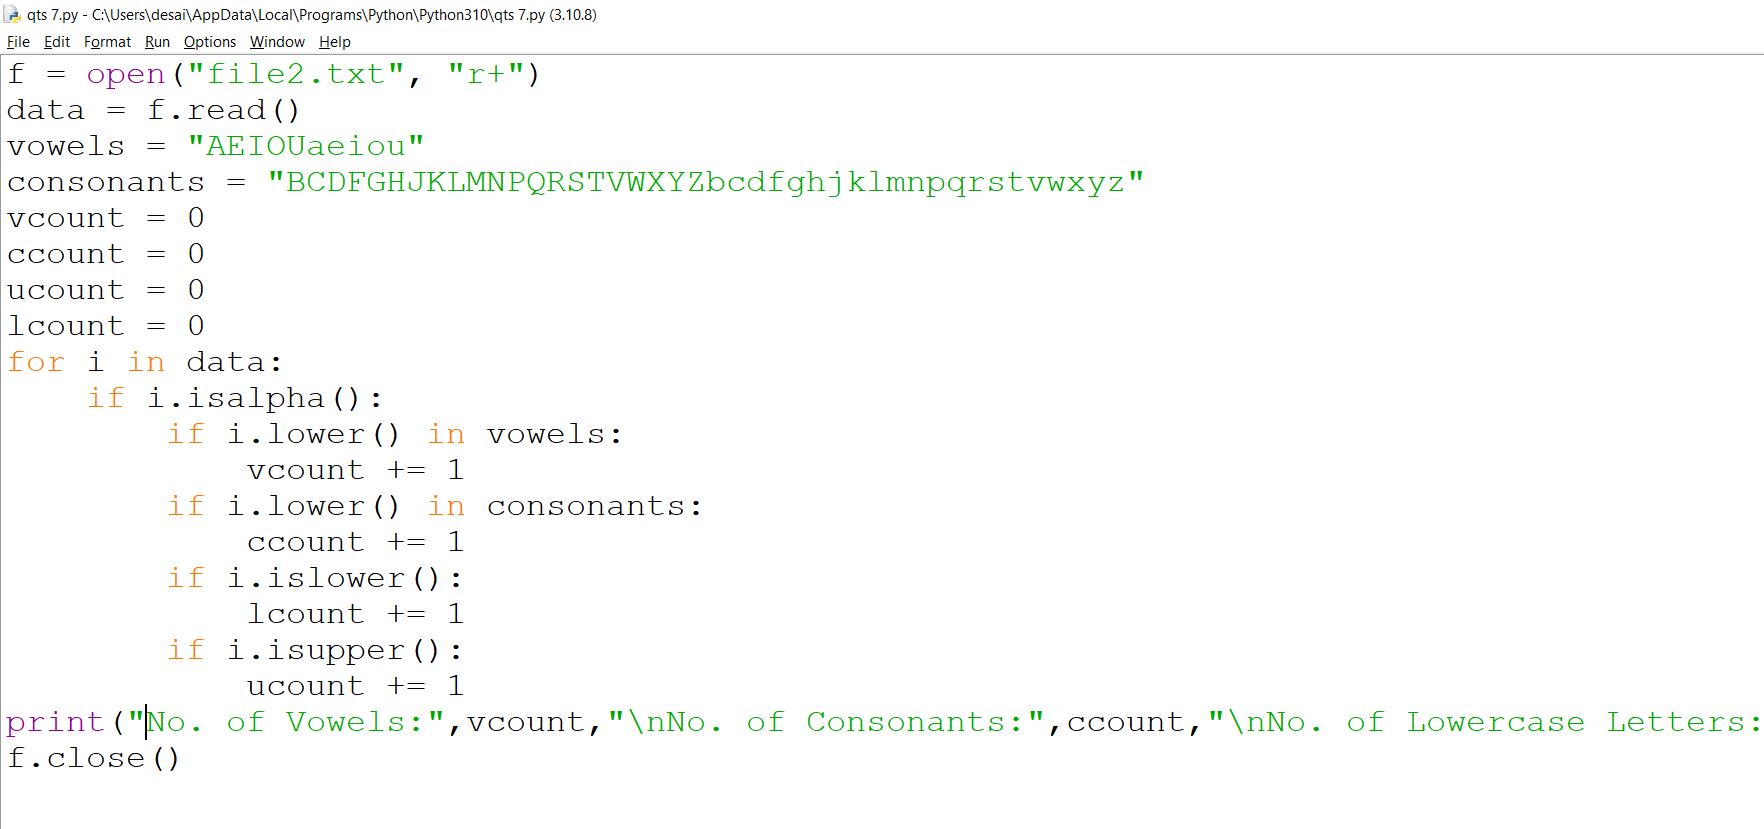 qts 7.py - C:\Users\desai\AppData\Local\Programs\Python\Python310\qts 7.py (3.10.8)
File Edit Format Run Options Window Help
f = open("file2.txt", "r+")
data = f.read()
vowels = "AEIOUaeiou"
consonants = "BCDFGHJKLMNPQRSTVWXYZbcdfghjklmnpqrstvwxyz"
vcount = 0
ccount = 0
ucount = 0
lcount = 0
for i in data:
    if i.isalpha():
        if i.lower() in vowels:
            vcount += 1
        if i.lower() in consonants:
            ccount += 1
        if i.islower():
            lcount += 1
        if i.isupper():
            ucount += 1
print("No. of Vowels:",vcount,"\nNo. of Consonants:",ccount,"\nNo. of Lowercase Letters:
f.close()